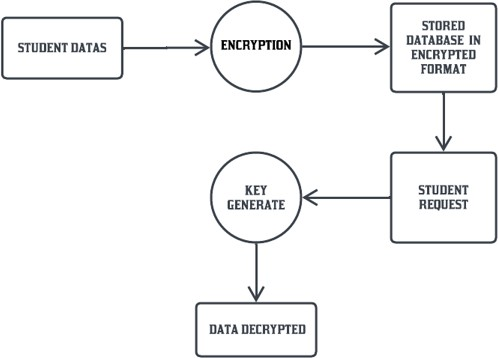 STUDENT DATAS
ENCRYPTION
STORED
DATABASE IN
ENCRYPTED
FORMAT
STUDENT
REQUEST
KEY
GENERATE
DATA DECRYPTED